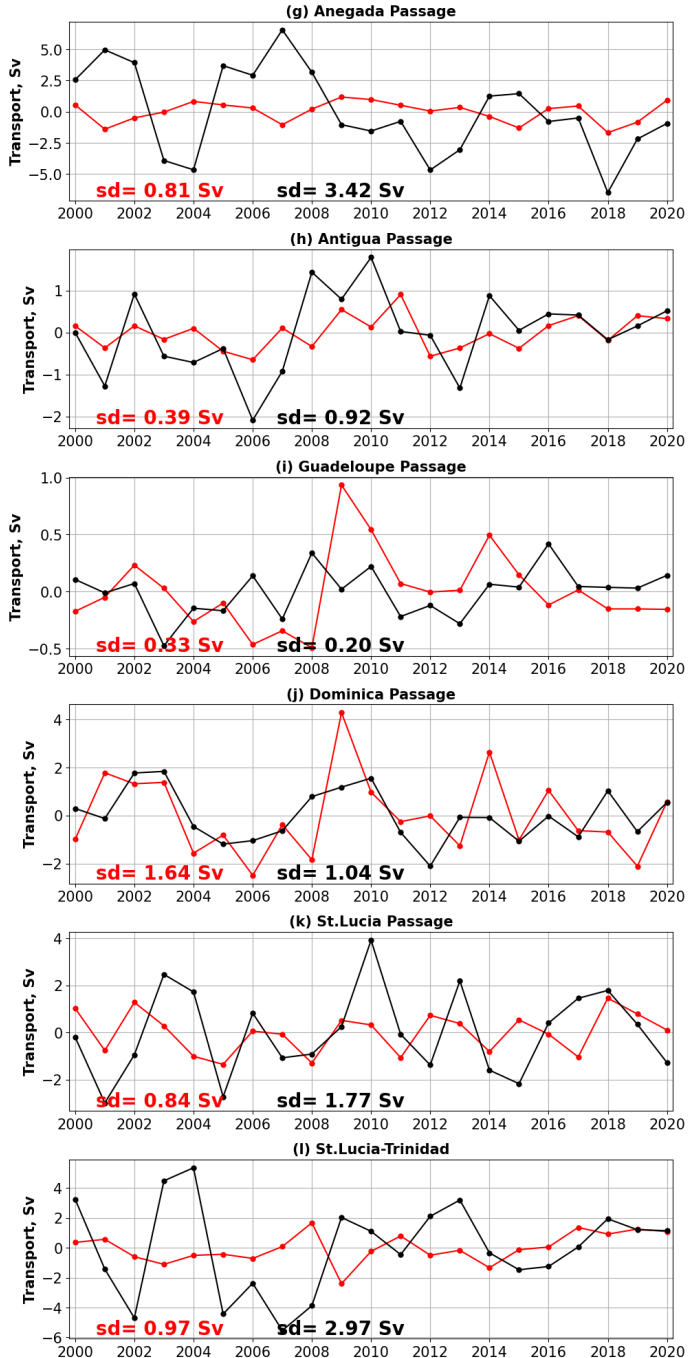 (g) Anegada Passage
Transport, Sv
5.0
2.5
0.0
−2.5
−5.0
sd= 0.81 Sv sd= 3.42 Sv
2000 2002 2004 2006 2008 2010 2012 2014 2016 2018 2020
(h) Antigua Passage
Transport, Sv
1
0
−1
−2
sd= 0.39 Sv sd= 0.92 Sv
2000 2002 2004 2006 2008 2010 2012 2014 2016 2018 2020
(i) Guadeloupe Passage
Transport, Sv
1.0
0.5
0.0
−0.5
sd= 0.33 Sv sd= 0.20 Sv
2000 2002 2004 2006 2008 2010 2012 2014 2016 2018 2020
(j) Dominica Passage
Transport, Sv
4
2
0
−2
sd= 1.64 Sv sd= 1.04 Sv
2000 2002 2004 2006 2008 2010 2012 2014 2016 2018 2020
(k) St.Lucia Passage
Transport, Sv
4
2
0
−2
sd= 0.84 Sv sd= 1.77 Sv
2000 2002 2004 2006 2008 2010 2012 2014 2016 2018 2020
(l) St.Lucia-Trinidad
Transport, Sv
6
4
2
0
−2
−4
−6
sd= 0.97 Sv sd= 2.97 Sv
2000 2002 2004 2006 2008 2010 2012 2014 2016 2018 2020